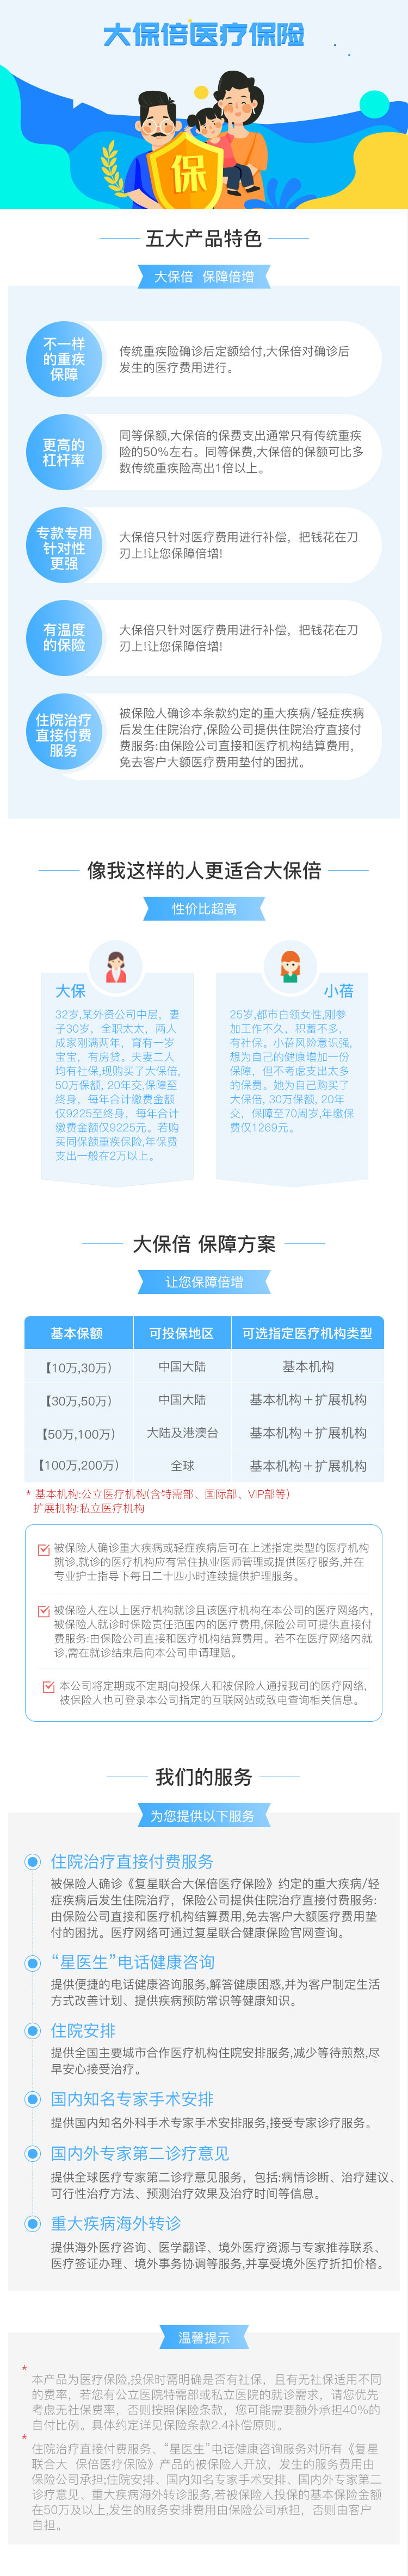 大保倍医疗保险
保
五大产品特色
大保倍 保障倍增
不一样
的重疾
保障
传统重疾险确诊后定额给付,大保倍对确诊后
发生的医疗费用进行。
更高的
杠杆率
同等保额,大保倍的保费支出通常只有传统重疾
险的50%左右。同等保费,大保倍的保额可比多
数传统重疾险高出1倍以上。
专款专用
针对性
更强
大保倍只针对医疗费用进行补偿，把钱花在刀
刃上!让您保障倍增!
有温度
的保险
大保倍只针对医疗费用进行补偿，把钱花在刀
刃上!让您保障倍增!
住院治疗
直接付费
服务
被保险人确诊本条款约定的重大疾病/轻症疾病
后发生住院治疗,保险公司提供住院治疗直接付
费服务:由保险公司直接和医疗机构结算费用,
免去客户大额医疗费用垫付的困扰。
像我这样的人更适合大保倍
性价比超高
大保
32岁,某外资公司中层，妻
子30岁，全职太太，两人
成家刚满两年，育有一岁
宝宝，有房贷。夫妻二人
均有社保,现购买了大保倍,
50万保额, 20年交,保障至
终身，每年合计缴费金额
仅9225至终身，每年合计
缴费金额仅9225元。若购
买同保额重疾保险,年保费
支出一般在2万以上。
小蓓
25岁,都市白领女性,刚参
加工作不久，积蓄不多，
有社保。小蓓风险意识强,
想为自己的健康增加一份
保障，但不考虑支出太多
的保费。她为自己购买了
大保倍, 30万保额, 20年
交，保障至70周岁,年缴保
费仅1269元。
大保倍 保障方案
让您保障倍增
基本保额 可投保地区 可选指定医疗机构类型
【10万,30万) 中国大陆 基本机构
【30万,50万) 中国大陆 基本机构＋扩展机构
【50万,100万) 大陆及港澳台 基本机构＋扩展机构
【100万,200万) 全球 基本机构＋扩展机构
* 基本机构:公立医疗机构(含特需部、国际部、VIP部等)
扩展机构:私立医疗机构
被保险人确诊重大疾病或轻症疾病后可在上述指定类型的医疗机构
就诊,就诊的医疗机构应有常住执业医师管理或提供医疗服务,并在
专业护士指导下每日二十四小时连续提供护理服务。
被保险人在以上医疗机构就诊且该医疗机构在本公司的医疗网络内,
被保险人就诊时保险责任范围内的医疗费用,保险公司可提供直接付
费服务:由保险公司直接和医疗机构结算费用。若不在医疗网络内就
诊,需在就诊结束后向本公司申请理赔。
本公司将定期或不定期向投保人和被保险人通报我司的医疗网络,
被保险人也可登录本公司指定的互联网站或致电查询相关信息。
我们的服务
为您提供以下服务
住院治疗直接付费服务
被保险人确诊《复星联合大保倍医疗保险》约定的重大疾病/轻
症疾病后发生住院治疗，保险公司提供住院治疗直接付费服务:
由保险公司直接和医疗机构结算费用,免去客户大额医疗费用垫
付的困扰。医疗网络可通过复星联合健康保险官网查询。
“星医生”电话健康咨询
提供便捷的电话健康咨询服务,解答健康困惑,并为客户制定生活
方式改善计划、提供疾病预防常识等健康知识。
住院安排
提供全国主要城市合作医疗机构住院安排服务,减少等待煎熬,尽
早安心接受治疗。
国内知名专家手术安排
提供国内知名外科手术专家手术安排服务,接受专家诊疗服务。
国内外专家第二诊疗意见
提供全球医疗专家第二诊疗意见服务，包括:病情诊断、治疗建议、
可行性治疗方法、预测治疗效果及治疗时间等信息。
重大疾病海外转诊
提供海外医疗咨询、医学翻译、境外医疗资源与专家推荐联系、
医疗签证办理、境外事务协调等服务,并享受境外医疗折扣价格。
温馨提示
*
本产品为医疗保险,投保时需明确是否有社保，且有无社保适用不同
的费率，若您有公立医院特需部或私立医院的就诊需求，请您优先
考虑无社保费率，否则按照保险条款，您可能需要额外承担40%的
自付比例。具体约定详见保险条款2.4补偿原则。
*
住院治疗直接付费服务、“星医生”电话健康咨询服务对所有《复星
联合大 保倍医疗保险》产品的被保险人开放，发生的服务费用由
保险公司承担;住院安排、国内知名专家手术安排、国内外专家第二
诊疗意见、重大疾病海外转诊服务,若被保险人投保的基本保险金额
在50万及以上,发生的服务安排费用由保险公司承担，否则由客户
自担。